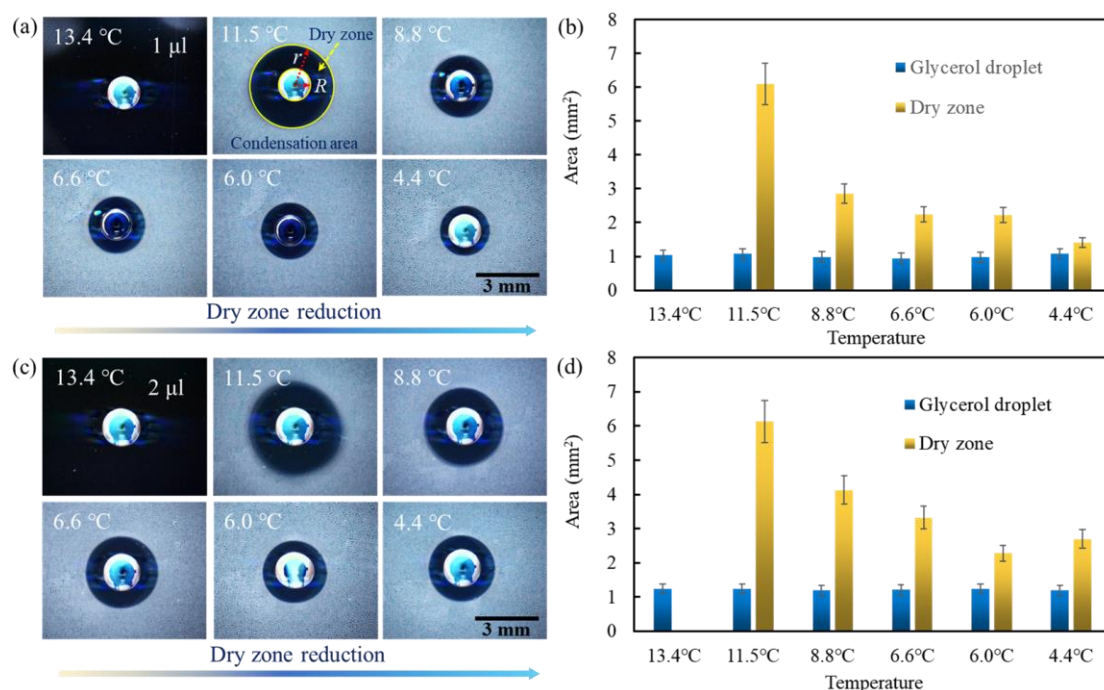 (a)
13.4 ℃ 1 μl
11.5 ℃ Dry zone
r
R
Condensation area
8.8 ℃
6.6 ℃
6.0 ℃
4.4 ℃
3 mm
Dry zone reduction
(b)
8
7
6
5
4
3
2
1
0
Area (mm²)
Glycerol droplet
Dry zone
13.4℃ 11.5℃ 8.8℃ 6.6℃ 6.0℃ 4.4℃
Temperature
(c)
13.4 ℃ 2 μl
11.5 ℃
8.8 ℃
6.6 ℃
6.0 ℃
4.4 ℃
3 mm
Dry zone reduction
(d)
8
7
6
5
4
3
2
1
0
Area (mm²)
Glycerol droplet
Dry zone
13.4℃ 11.5℃ 8.8℃ 6.6℃ 6.0℃ 4.4℃
Temperature